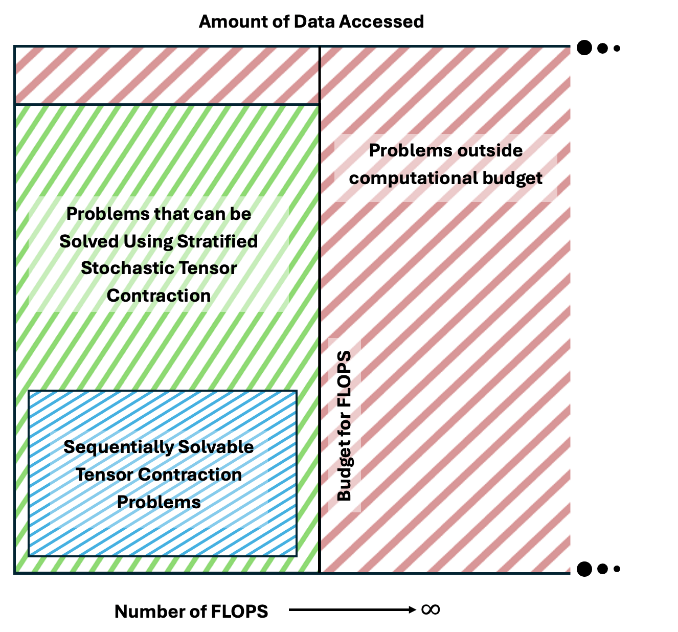 Amount of Data Accessed
Problems outside
computational budget
Problems that can be
Solved Using Stratified
Stochastic Tensor
Contraction
Budget for FLOPS
Sequentially Solvable
Tensor Contraction
Problems
Number of FLOPS ∞